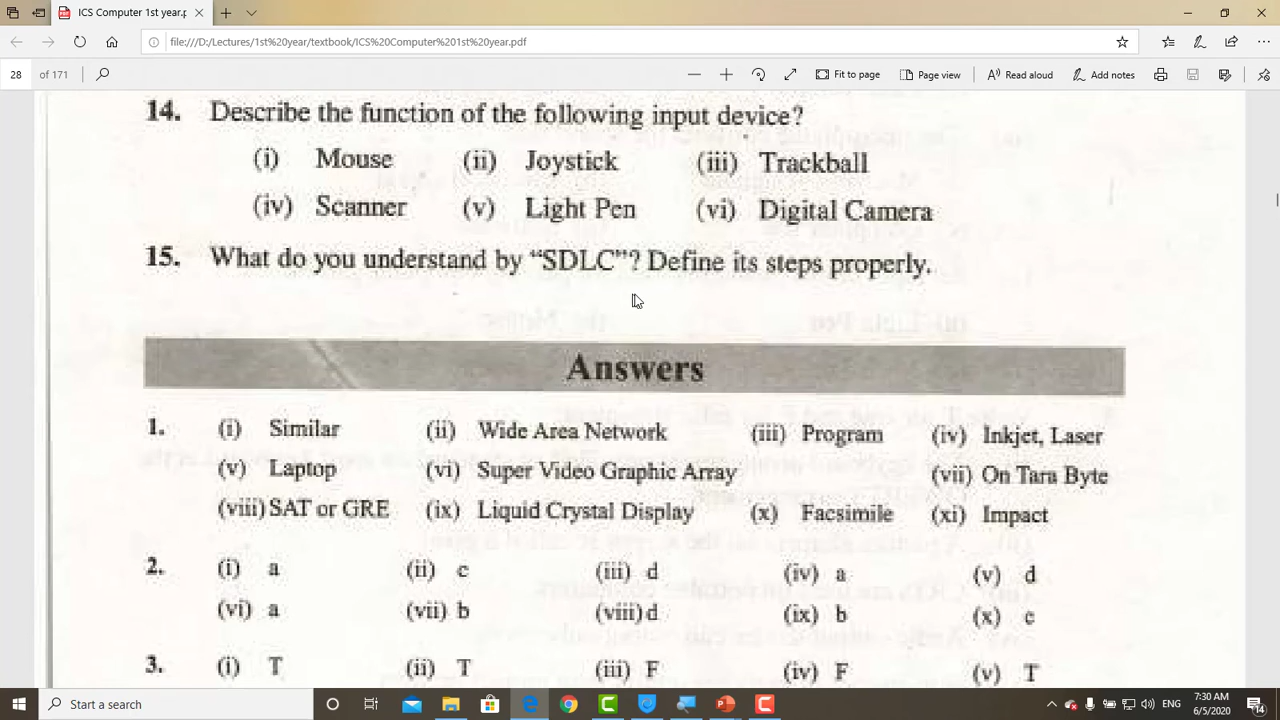 ICS Computer 1st year.p
file:///D:/Lectures/1st%20year/textbook/ICS%20Computer%201st%20year.pdf
28 of 171 Fit to page Page view Read aloud Add notes
14. Describe the function of the following input device?
(i) Mouse (ii) Joystick (iii) Trackball
(iv) Scanner (v) Light Pen (vi) Digital Camera
15. What do you understand by “SDLC”? Define its steps properly.
Answers
1. (i) Similar (ii) Wide Area Network (iii) Program (iv) Inkjet, Laser
(v) Laptop (vi) Super Video Graphic Array (vii) On Tara Byte
(viii) SAT or GRE (ix) Liquid Crystal Display (x) Facsimile (xi) Impact
2. (i) a (ii) c (iii) d (iv) a (v) d
(vi) a (vii) b (viii) d (ix) b (x) c
3. (i) T (ii) T (iii) F (iv) F (v) T
Start a search
ENG
7:30 AM
6/5/2020
14